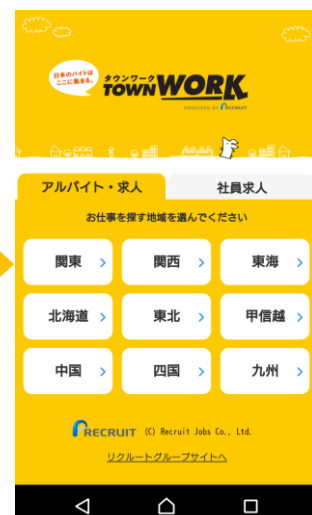 日本のバイトは
ここに集まる。
タウンワーク
TOWNWORK
PRODUCED BY RECRUIT
アルバイト・求人
社員求人
お仕事を探す地域を選んでください
関東
関西
東海
北海道
東北
甲信越
中国
四国
九州
RECRUIT (C) Recruit Jobs Co., Ltd.
リクルートグループサイトへ